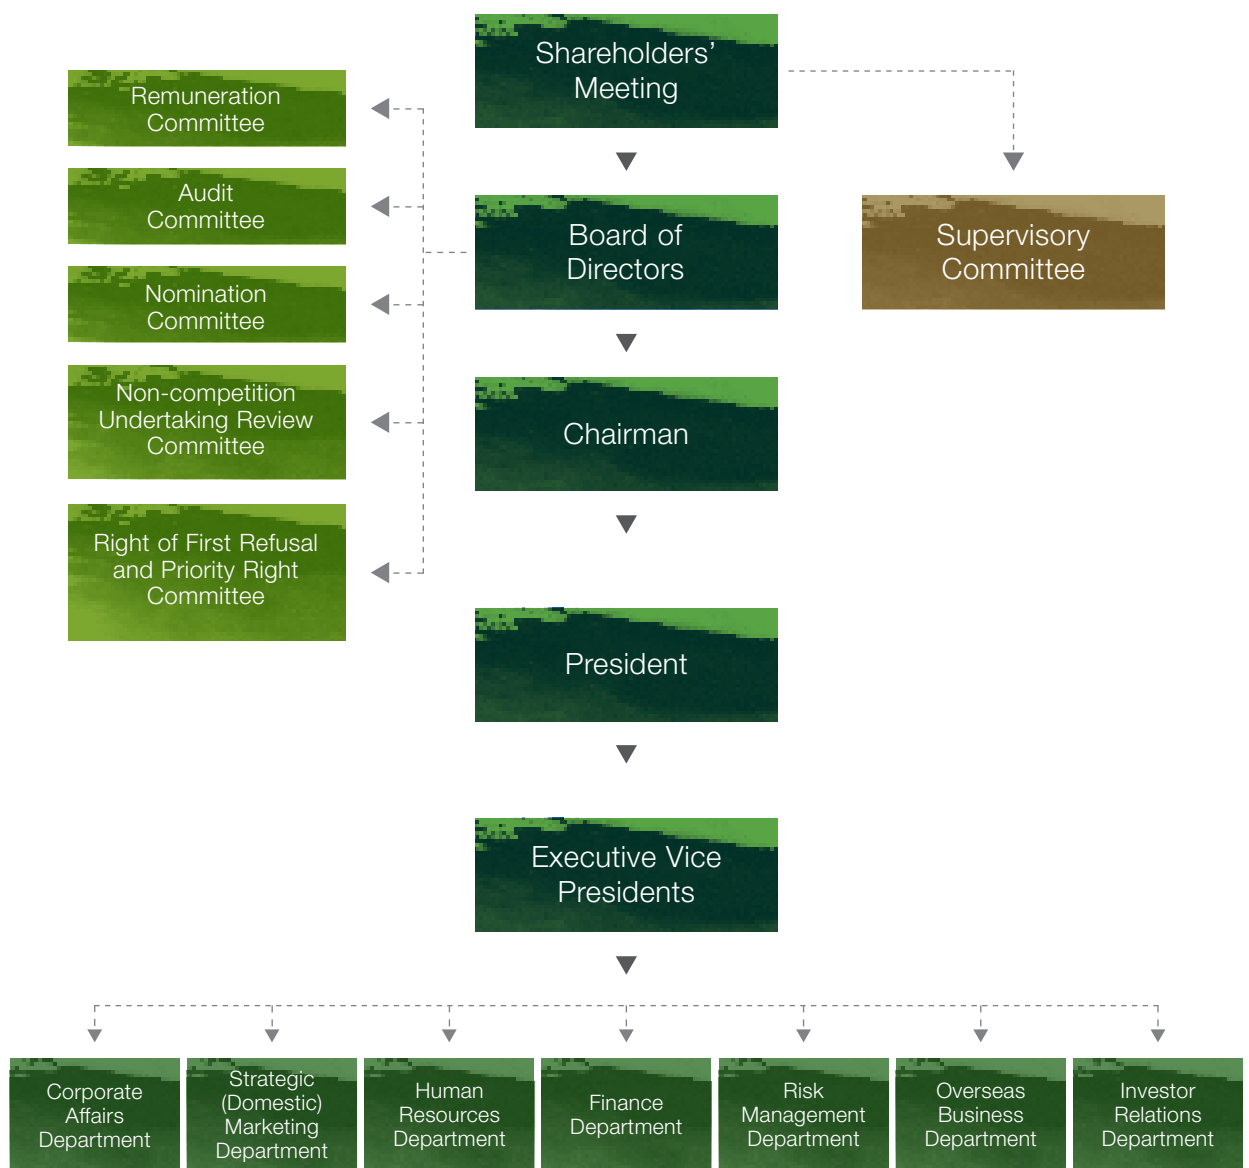 Shareholders’
Meeting
Remuneration
Committee
Audit
Committee
Board of
Directors
Supervisory
Committee
Nomination
Committee
Non-competition
Undertaking Review
Committee
Chairman
Right of First Refusal
and Priority Right
Committee
President
Executive Vice
Presidents
Corporate
Affairs
Department
Strategic
(Domestic)
Marketing
Department
Human
Resources
Department
Finance
Department
Risk
Management
Department
Overseas
Business
Department
Investor
Relations
Department